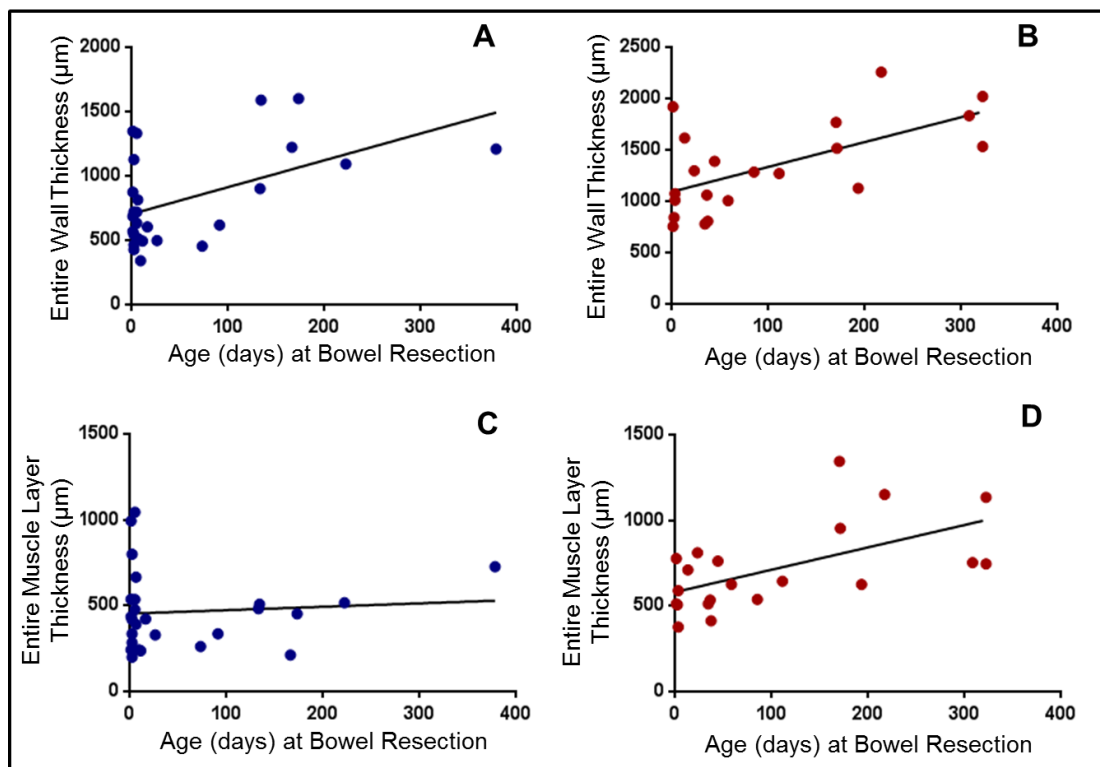 A
Entire Wall Thickness (µm)
2000
1500
1000
500
0
0 100 200 300 400
Age (days) at Bowel Resection
B
Entire Wall Thickness (µm)
2500
2000
1500
1000
500
0
0 100 200 300 400
Age (days) at Bowel Resection
C
Entire Muscle Layer
Thickness (µm)
1500
1000
500
0
0 100 200 300 400
Age (days) at Bowel Resection
D
Entire Muscle Layer
Thickness (µm)
1500
1000
500
0
0 100 200 300 400
Age (days) at Bowel Resection